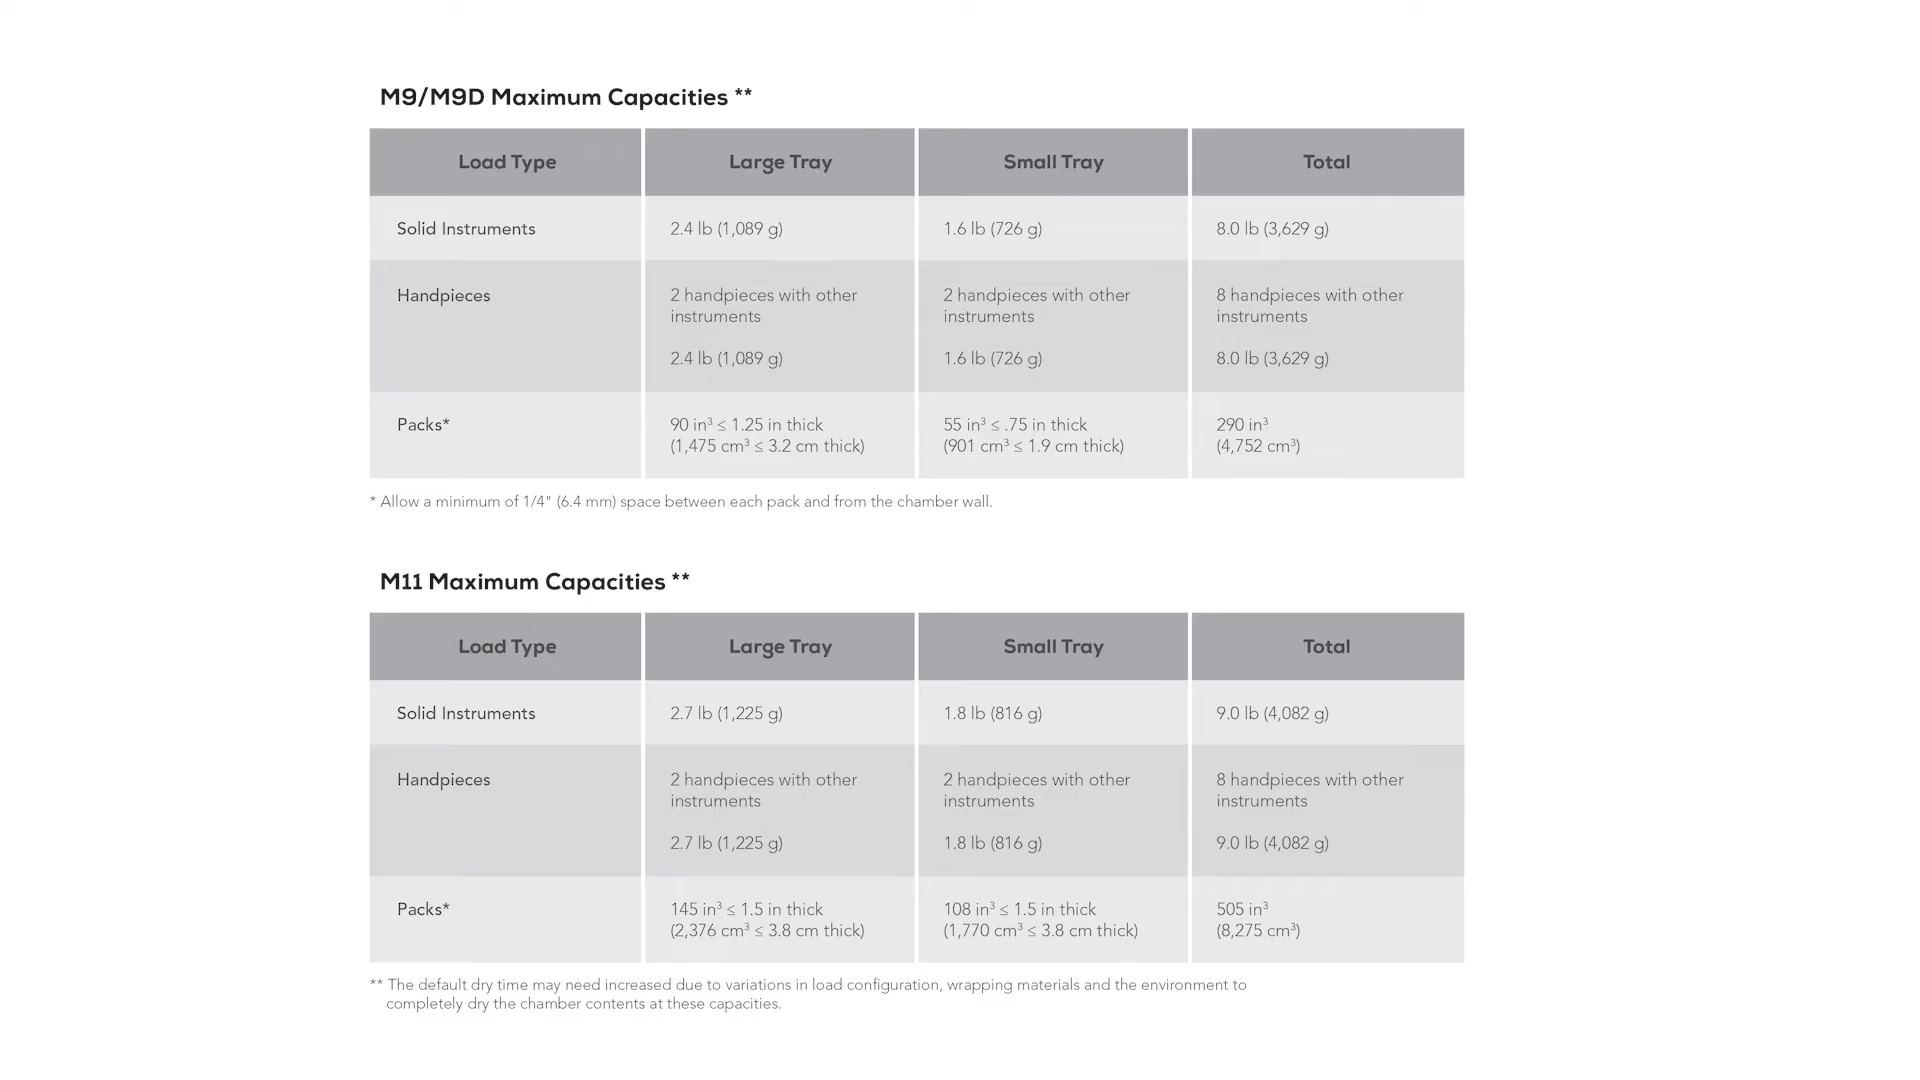 M9/M9D Maximum Capacities **
Load Type Large Tray Small Tray Total
Solid Instruments 2.4 lb (1,089 g) 1.6 lb (726 g) 8.0 lb (3,629 g)
Handpieces 2 handpieces with other 2 handpieces with other 8 handpieces with other
instruments instruments instruments
2.4 lb (1,089 g) 1.6 lb (726 g) 8.0 lb (3,629 g)
Packs* 90 in³ ≤ 1.25 in thick 55 in³ ≤ .75 in thick 290 in³
(1,475 cm³ ≤ 3.2 cm thick) (901 cm³ ≤ 1.9 cm thick) (4,752 cm³)
* Allow a minimum of 1/4" (6.4 mm) space between each pack and from the chamber wall.
M11 Maximum Capacities **
Load Type Large Tray Small Tray Total
Solid Instruments 2.7 lb (1,225 g) 1.8 lb (816 g) 9.0 lb (4,082 g)
Handpieces 2 handpieces with other 2 handpieces with other 8 handpieces with other
instruments instruments instruments
2.7 lb (1,225 g) 1.8 lb (816 g) 9.0 lb (4,082 g)
Packs* 145 in³ ≤ 1.5 in thick 108 in³ ≤ 1.5 in thick 505 in³
(2,376 cm³ ≤ 3.8 cm thick) (1,770 cm³ ≤ 3.8 cm thick) (8,275 cm³)
** The default dry time may need increased due to variations in load configuration, wrapping materials and the environment to
completely dry the chamber contents at these capacities.